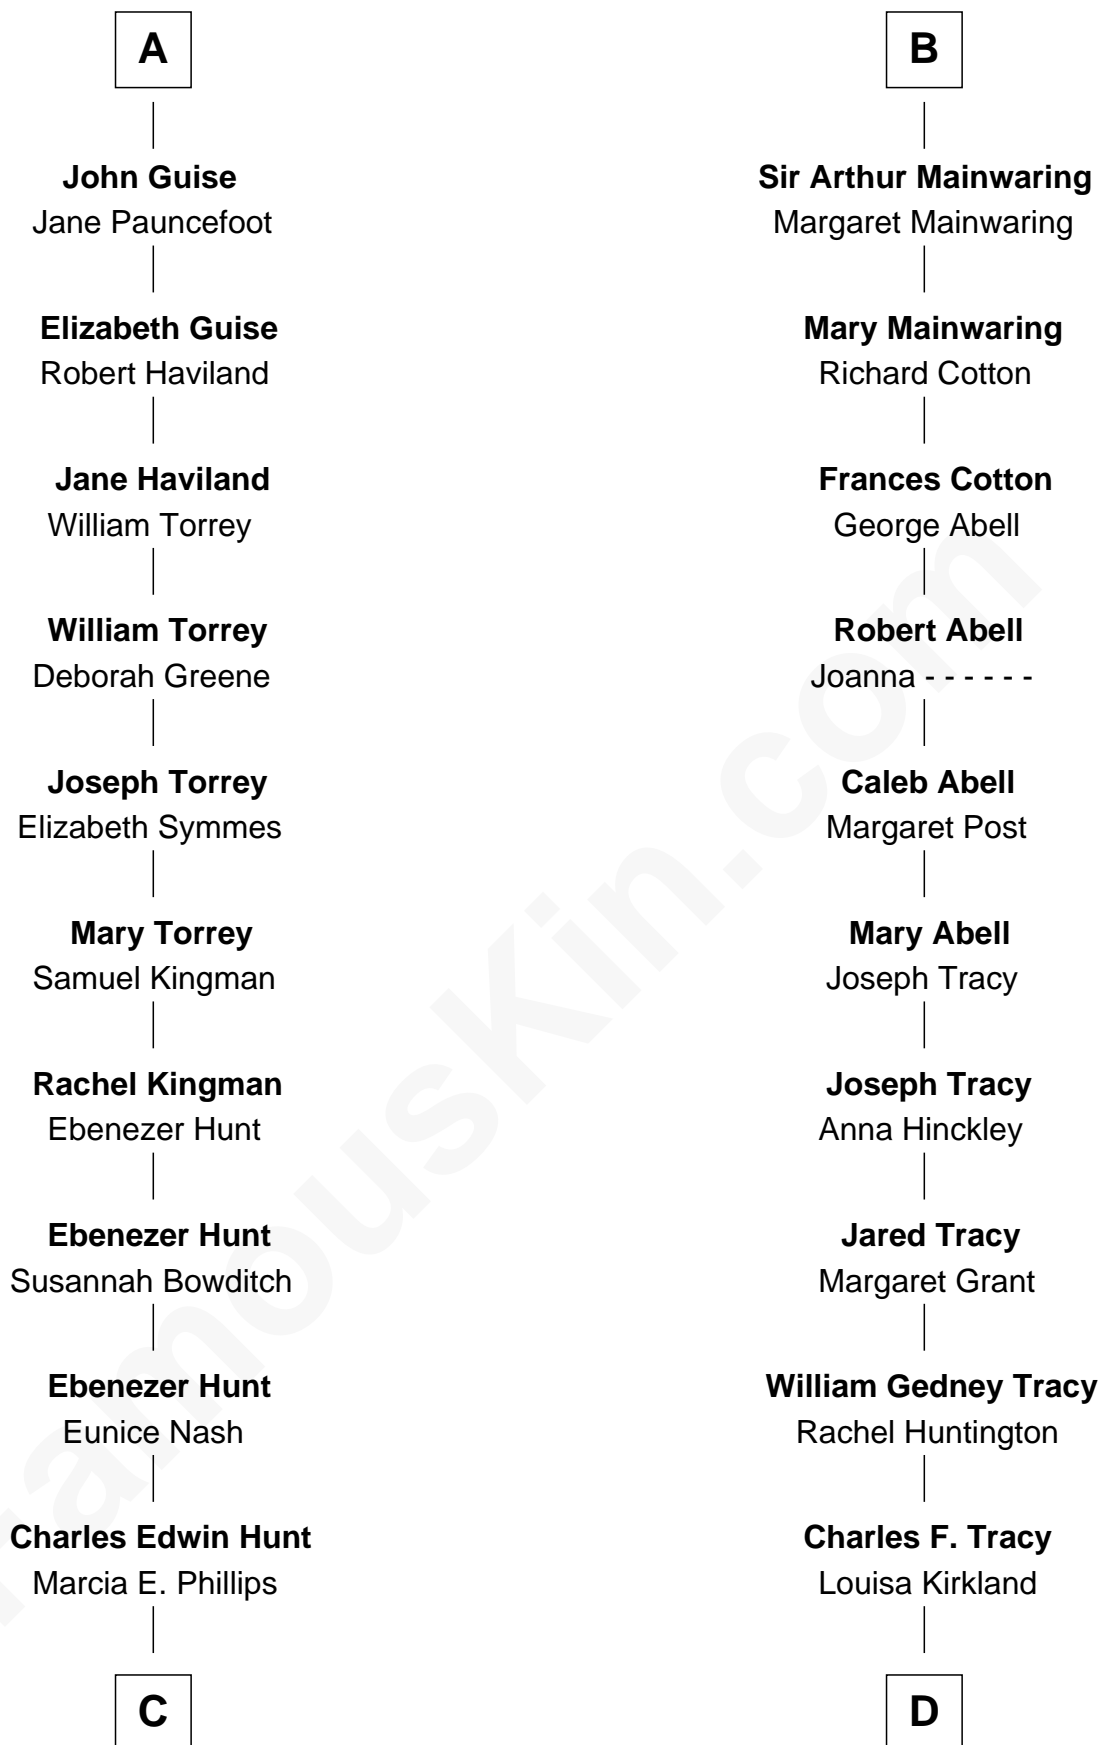 A
John Guise
Jane Pauncefoot
Elizabeth Guise
Robert Haviland
Jane Haviland
William Torrey
William Torrey
Deborah Greene
Joseph Torrey
Elizabeth Symmes
Mary Torrey
Samuel Kingman
Rachel Kingman
Ebenezer Hunt
Ebenezer Hunt
Susannah Bowditch
Ebenezer Hunt
Eunice Nash
Charles Edwin Hunt
Marcia E. Phillips
C
B
Sir Arthur Mainwaring
Margaret Mainwaring
Mary Mainwaring
Richard Cotton
Frances Cotton
George Abell
Robert Abell
Joanna - - - - - -
Caleb Abell
Margaret Post
Mary Abell
Joseph Tracy
Joseph Tracy
Anna Hinckley
Jared Tracy
Margaret Grant
William Gedney Tracy
Rachel Huntington
Charles F. Tracy
Louisa Kirkland
D
FamousKin.com